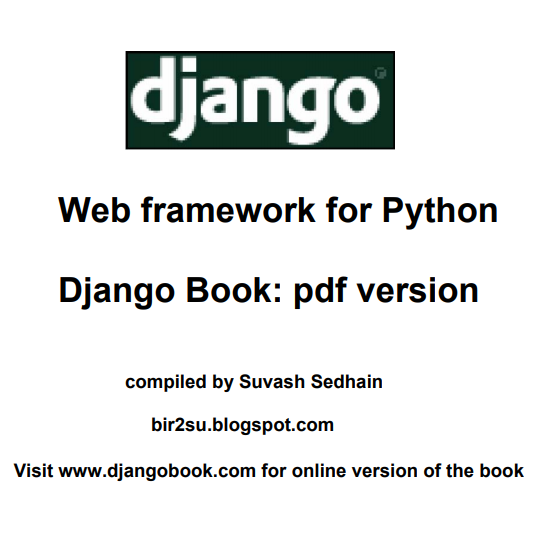 django
Web framework for Python
Django Book: pdf version
compiled by Suvash Sedhain
bir2su.blogspot.com
Visit www.djangobook.com for online version of the book